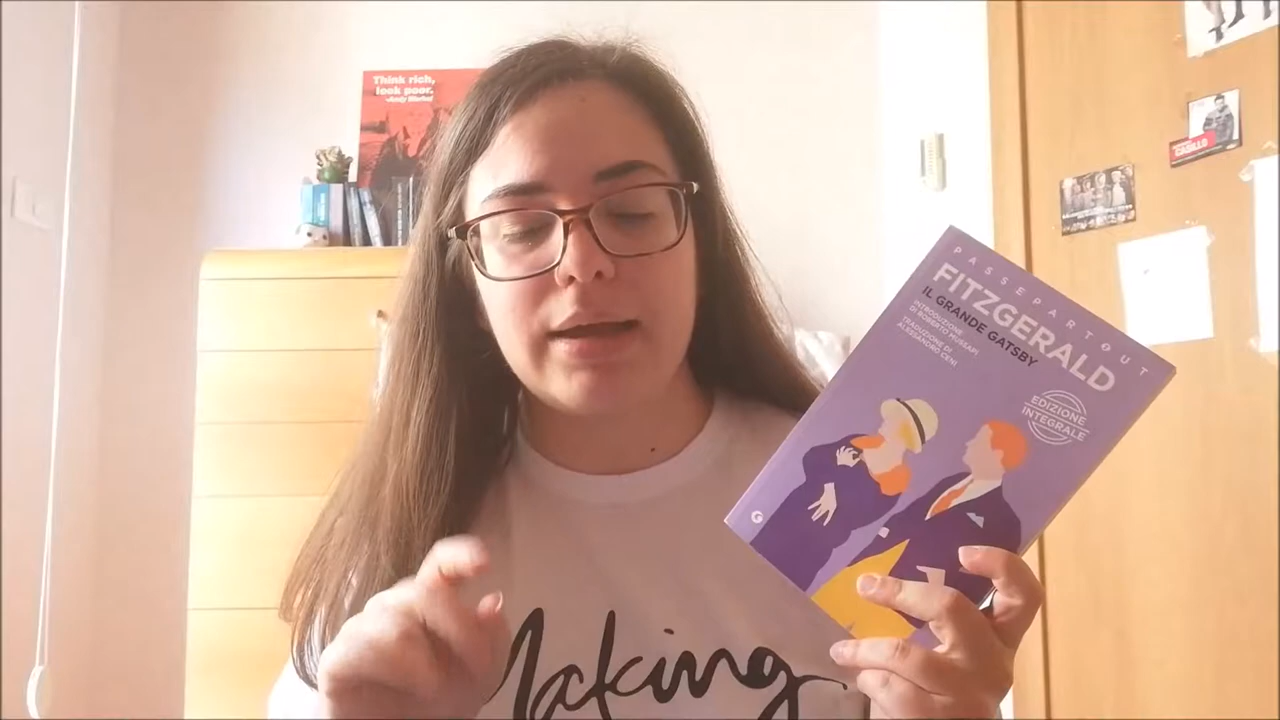 Think rich,
look poor.
-Andy Warhol
PASSEPARTOUT
FITZGERALD
IL GRANDE GATSBY
INTRODUZIONE
DI ROBERTO MUSSAPI
TRADUZIONE DI
ALESSANDRO CENI
EDIZIONE
INTEGRALE
G
Making
CASILLO